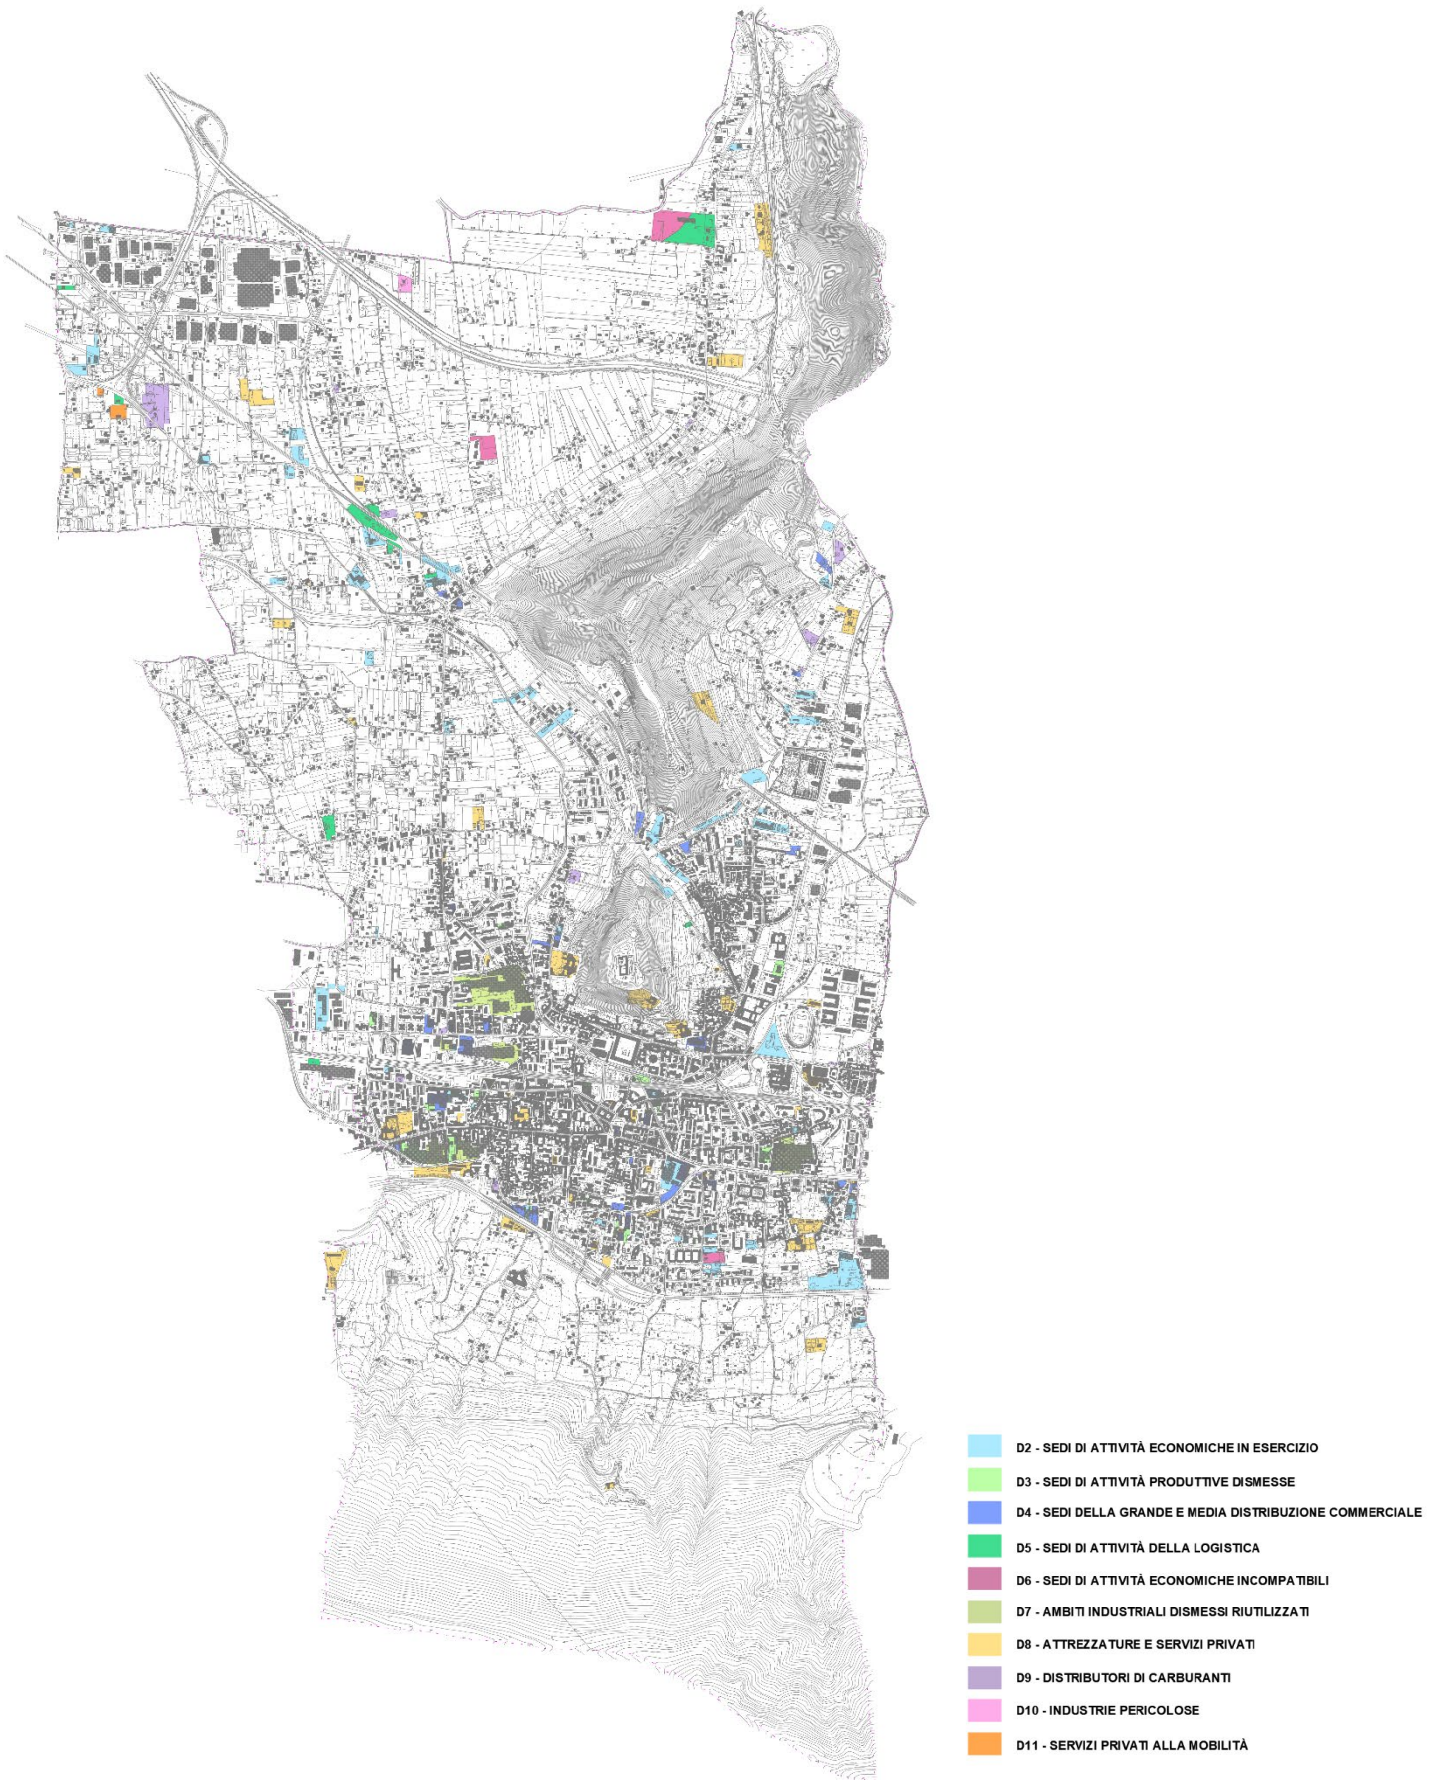 D2 - SEDI DI ATTIVITÀ ECONOMICHE IN ESERCIZIO
D3 - SEDI DI ATTIVITÀ PRODUTTIVE DISMESSE
D4 - SEDI DELLA GRANDE E MEDIA DISTRIBUZIONE COMMERCIALE
D5 - SEDI DI ATTIVITÀ DELLA LOGISTICA
D6 - SEDI DI ATTIVITÀ ECONOMICHE INCOMPATIBILI
D7 - AMBITI INDUSTRIALI DISMESSI RIUTILIZZATI
D8 - ATTREZZATURE E SERVIZI PRIVATI
D9 - DISTRIBUTORI DI CARBURANTI
D10 - INDUSTRIE PERICOLOSE
D11 - SERVIZI PRIVATI ALLA MOBILITÀ